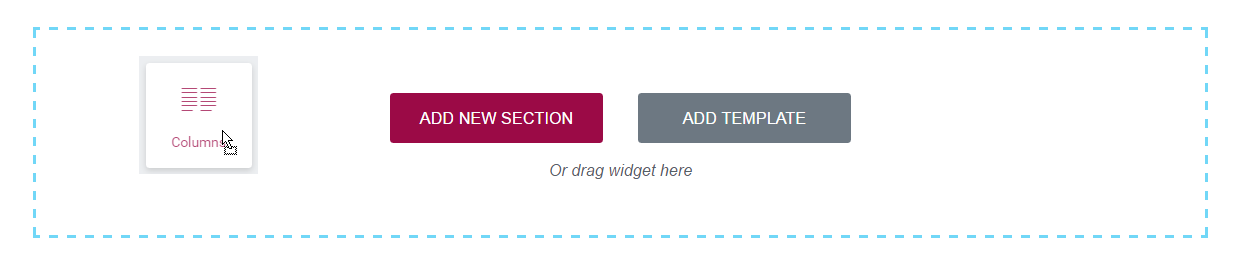 Columns
ADD NEW SECTION
ADD TEMPLATE
Or drag widget here